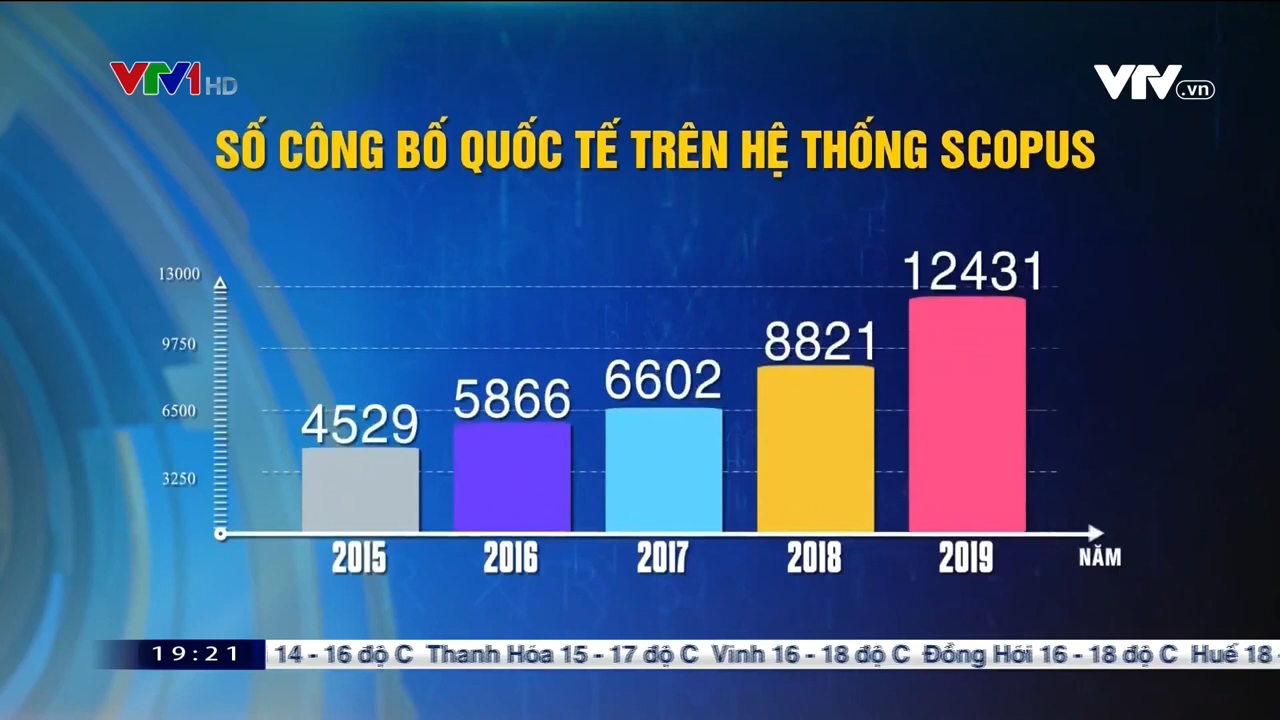 VTV1 HD
VTV.vn
SỐ CÔNG BỐ QUỐC TẾ TRÊN HỆ THỐNG SCOPUS
13000
9750
6500
3250
4529
5866
6602
8821
12431
2015 2016 2017 2018 2019
NĂM
19:21 14 - 16 độ C Thanh Hóa 15 - 17 độ C Vinh 16 - 18 độ C Đồng Hới 16 - 18 độ C Huế 18 -